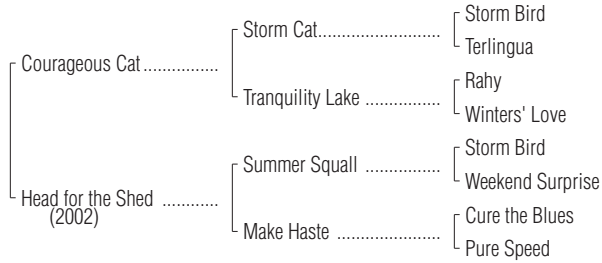 Storm Bird
Storm Cat..........................
Terlingua
Courageous Cat................
Rahy
Tranquility Lake ................
Winters' Love
Storm Bird
Summer Squall ................
Weekend Surprise
Head for the Shed ............
(2002)
Cure the Blues
Make Haste ......................
Pure Speed